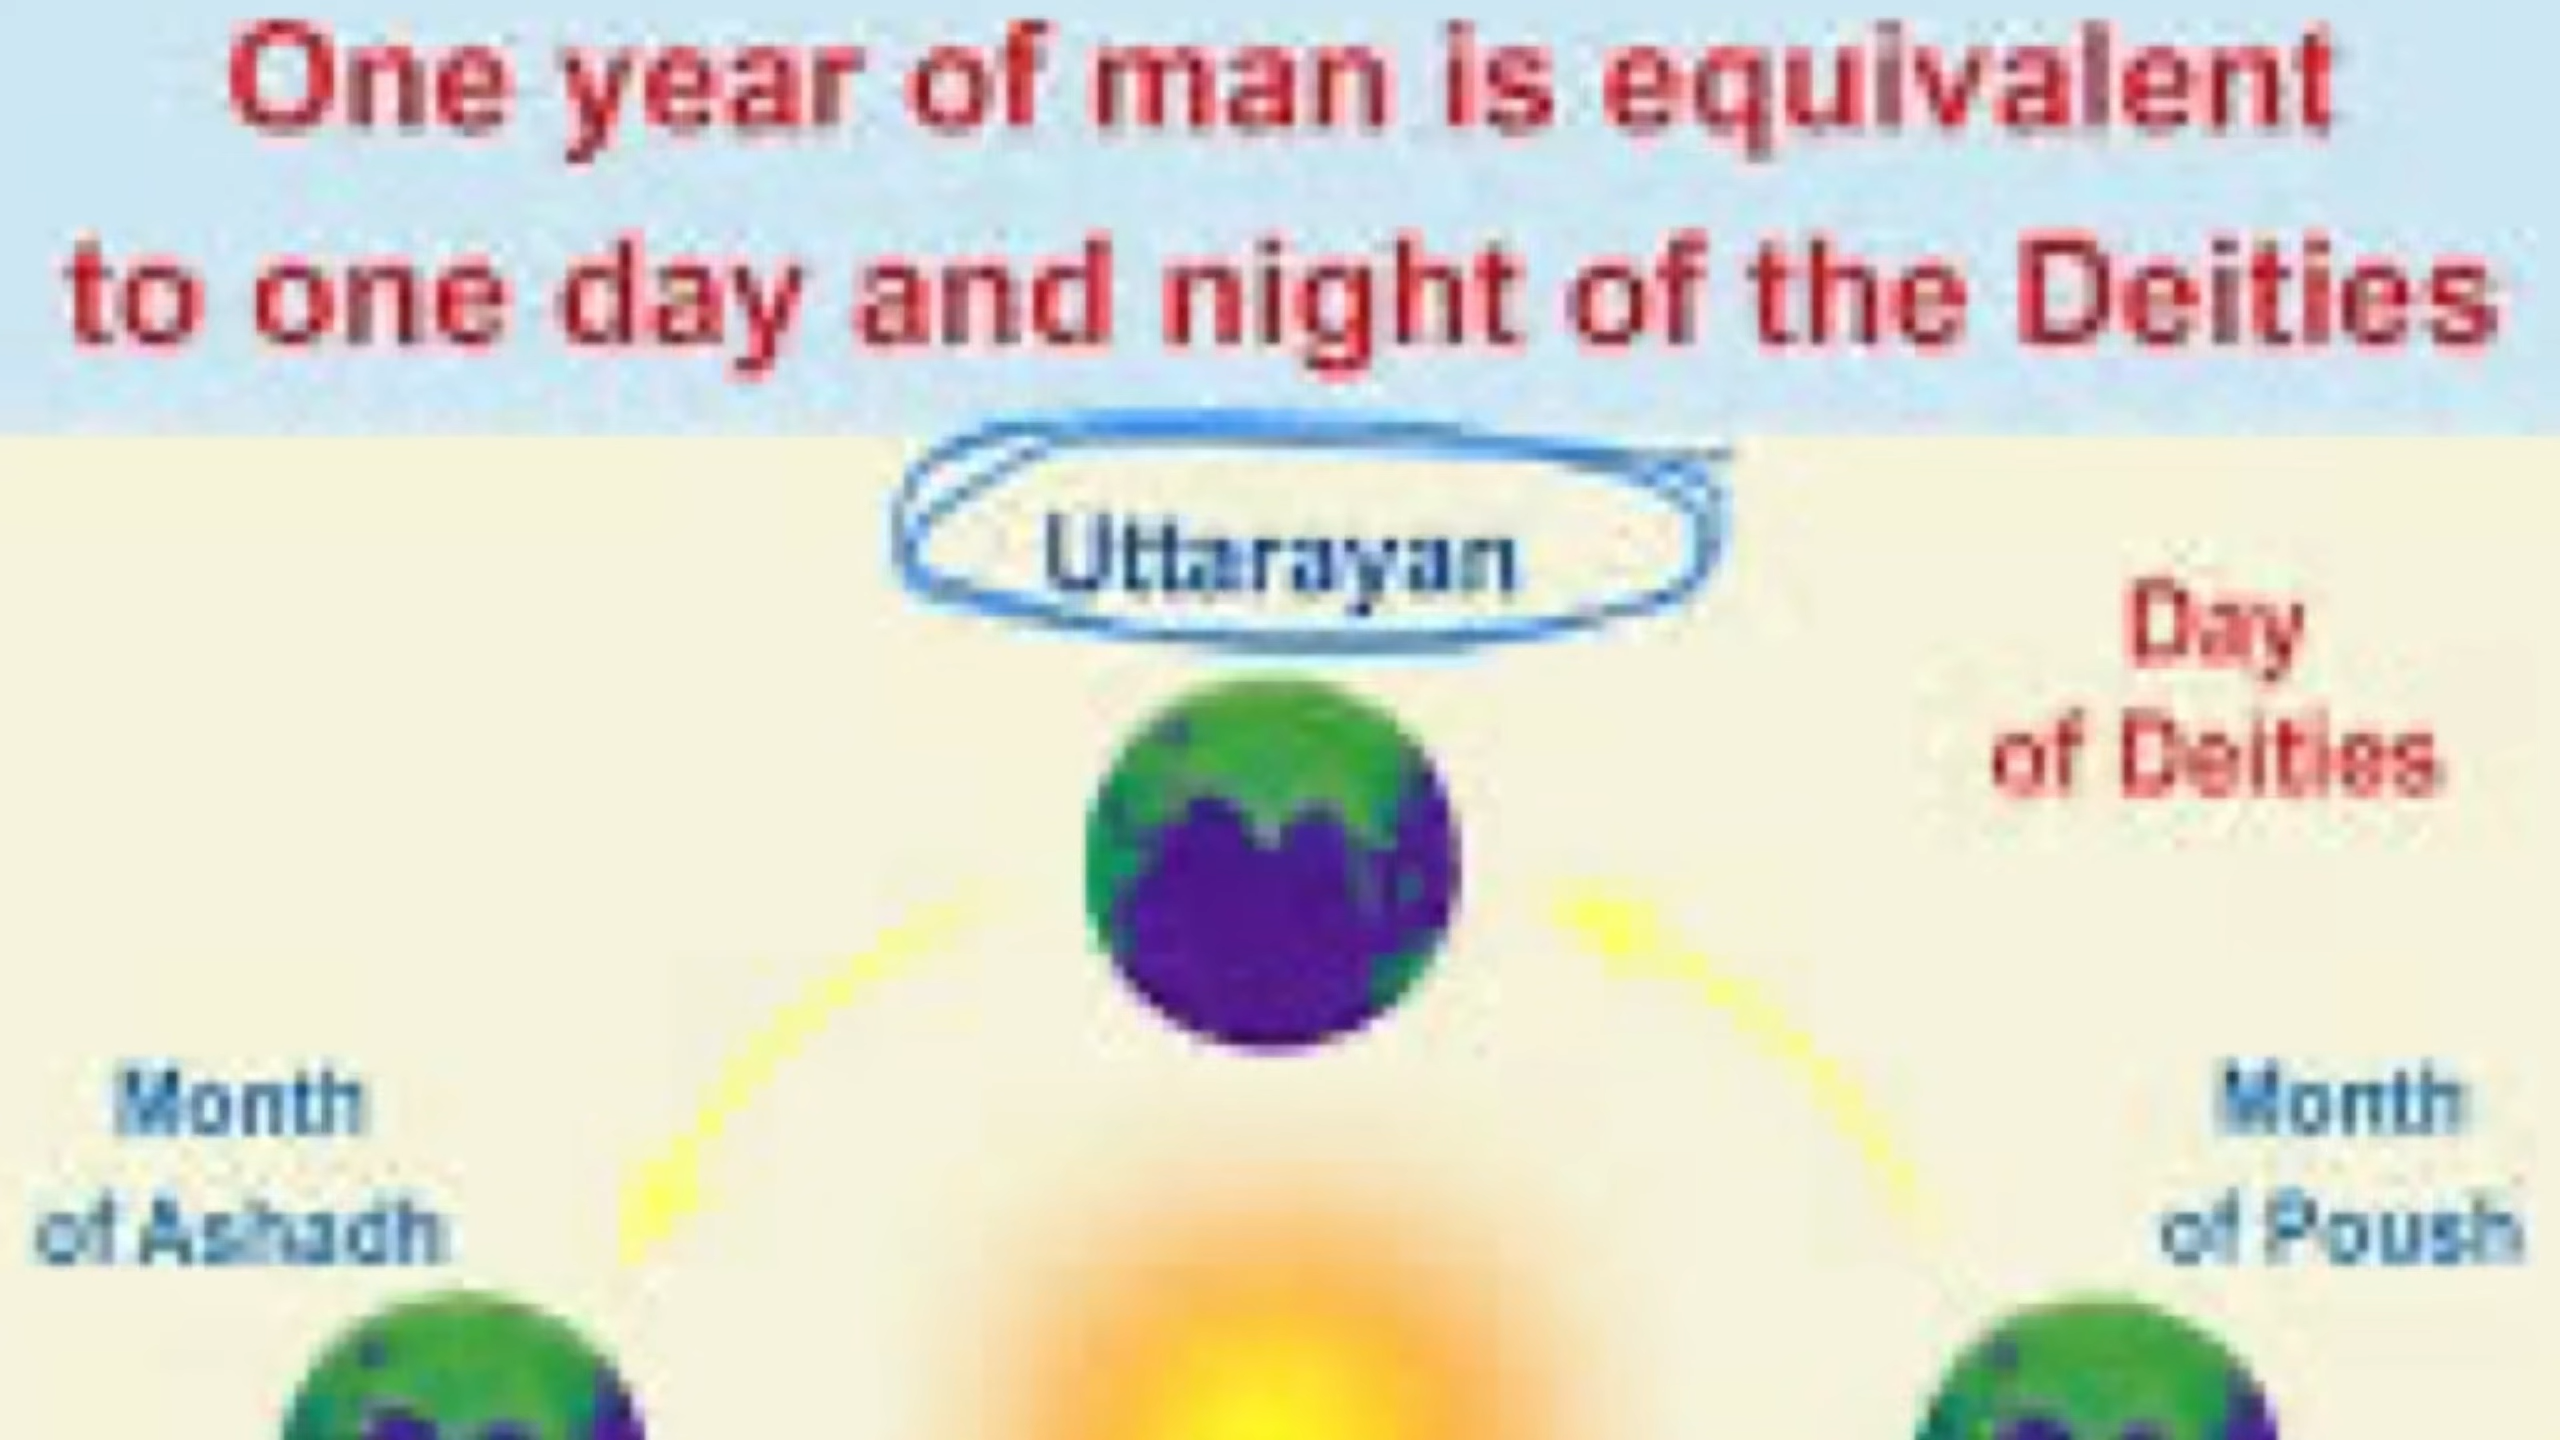 One year of man is equivalent
to one day and night of the Deities
Uttarayan
Day
of Deities
Month
of Ashadh
Month
of Poush